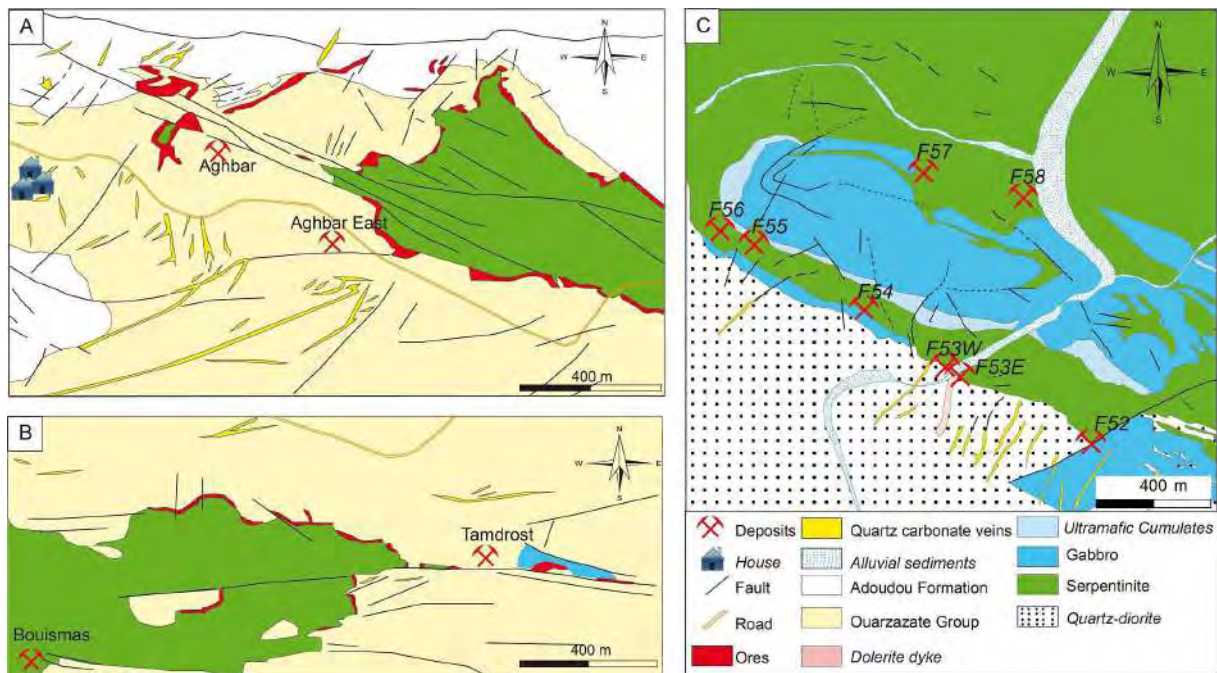 A
N
W
E
S
Aghbar
Aghbar East
400 m
B
N
W
E
S
Tamdrost
Bouismas
400 m
C
N
W
E
S
F57
F58
F56
F55
F54
F53W
F53E
F52
400 m
Deposits
House
Fault
Road
Ores
Quartz carbonate veins
Alluvial sediments
Adoudou Formation
Ouarzazate Group
Dolerite dyke
Ultramafic Cumulates
Gabbro
Serpentinite
Quartz-diorite